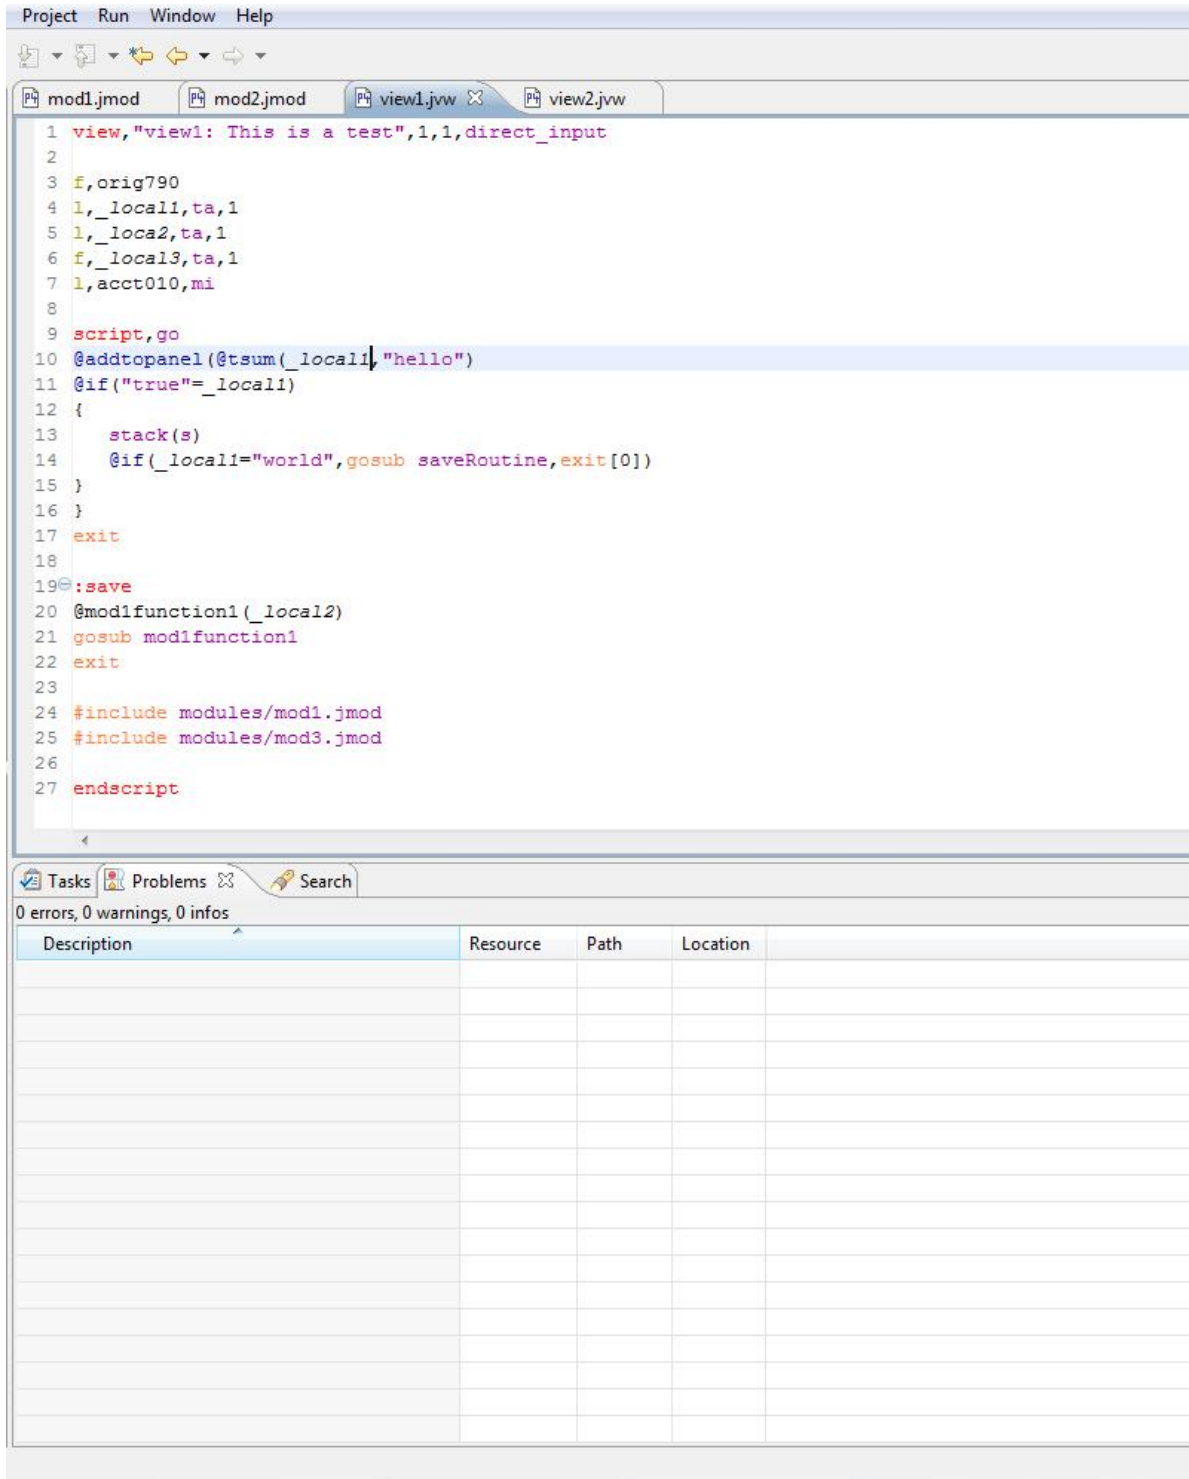 Project Run Window Help
mod1.jmod mod2.jmod view1.jvw view2.jvw
1 view,"view1: This is a test",1,1,direct_input
2
3 f,orig790
4 l,_local1,ta,1
5 l,_loca2,ta,1
6 f,_local3,ta,1
7 l,acct010,mi
8
9 script,go
10 @addtopanel(@tsum(_local1,"hello")
11 @if("true"=_local1)
12 {
13 stack(s)
14 @if(_local1="world",gosub saveRoutine,exit[0])
15 }
16 }
17 exit
18
19 :save
20 @mod1function1(_local2)
21 gosub mod1function1
22 exit
23
24 #include modules/mod1.jmod
25 #include modules/mod3.jmod
26
27 endscript
Tasks Problems Search
0 errors, 0 warnings, 0 infos
Description Resource Path Location